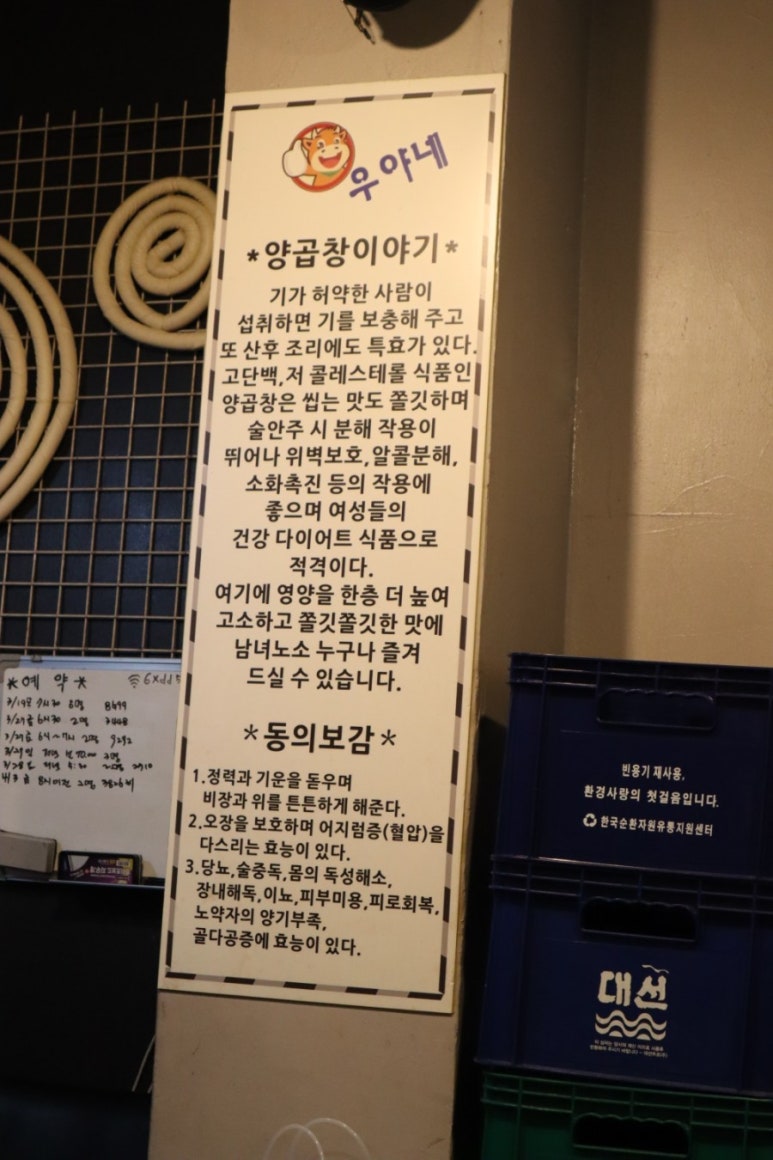 우야네
*양곱창이야기*
기가 허약한 사람이
섭취하면 기를 보충해 주고
또 산후 조리에도 특효가 있다.
고단백,저 콜레스테롤 식품인
양곱창은 씹는 맛도 쫄깃하며
술안주 시 분해 작용이
뛰어나 위벽보호,알콜분해,
소화촉진 등의 작용에
좋으며 여성들의
건강 다이어트 식품으로
적격이다.
여기에 영양을 한층 더 높여
고소하고 쫄깃쫄깃한 맛에
남녀노소 누구나 즐겨
드실 수 있습니다.
*동의보감*
1.정력과 기운을 돋우며
비장과 위를 튼튼하게 해준다.
2.오장을 보호하며 어지럼증(혈압)을
다스리는 효능이 있다.
3.당뇨,술중독,몸의 독성해소,
장내해독,이뇨,피부미용,피로회복,
노약자의 양기부족,
골다공증에 효능이 있다.
*예약*
빈용기 재사용,
환경사랑의 첫걸음입니다.
한국순환자원유통지원센터
대선